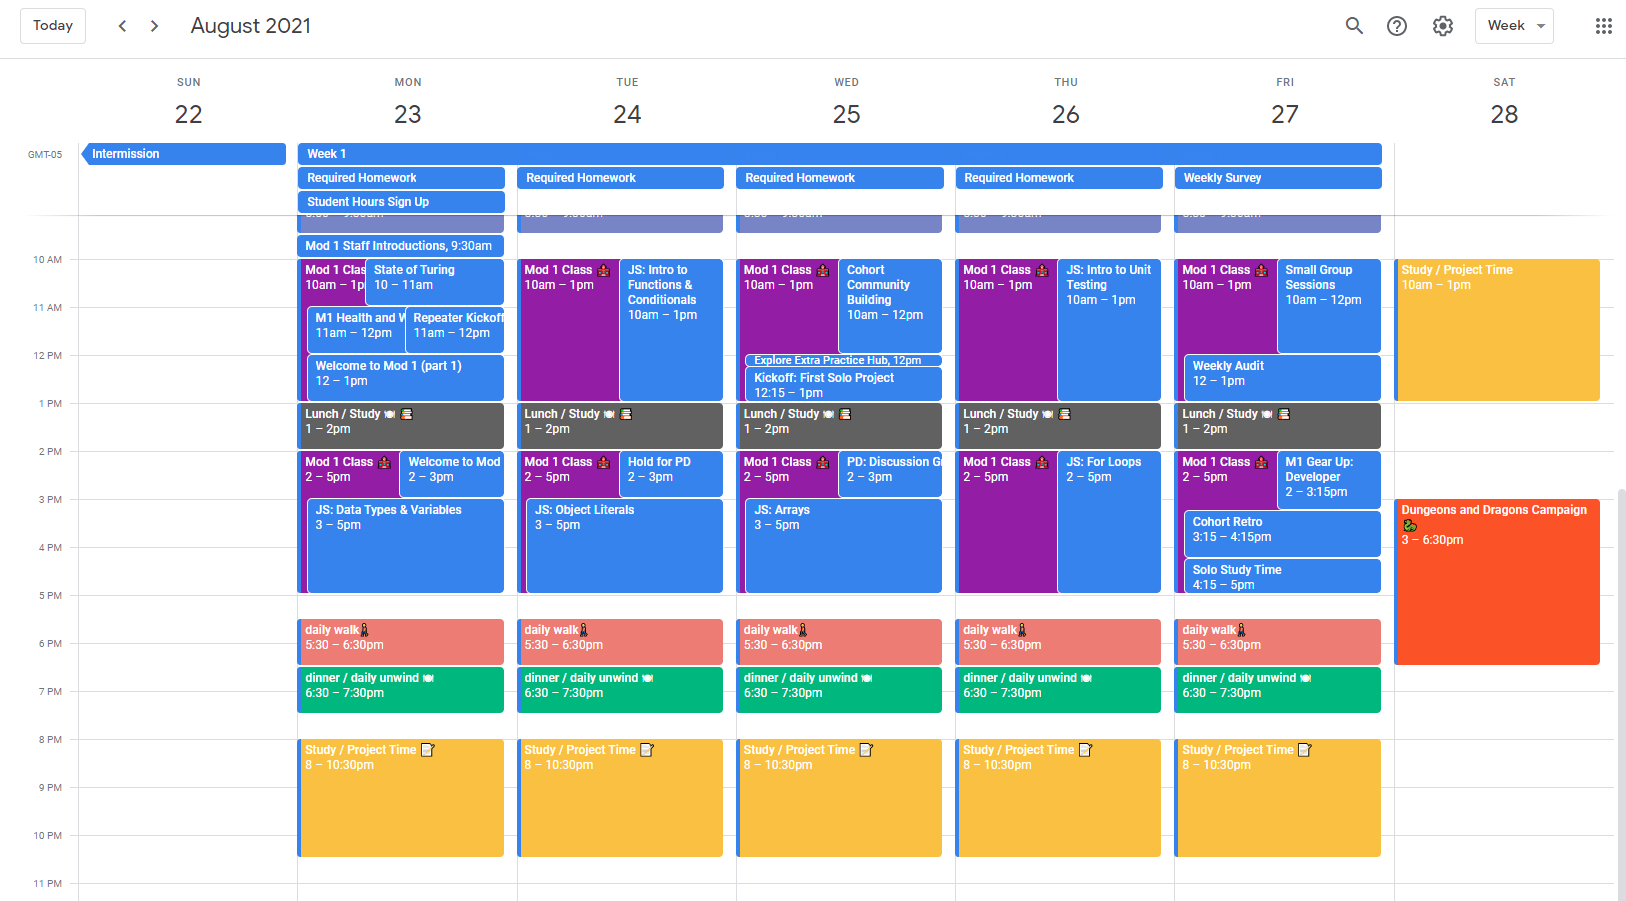 Today
August 2021
Week
SUN
22
MON
23
TUE
24
WED
25
THU
26
FRI
27
SAT
28
GMT-05
Intermission
Week 1
Required Homework
Required Homework
Required Homework
Required Homework
Weekly Survey
Student Hours Sign Up
Mod 1 Staff Introductions, 9:30am
10 AM
11 AM
12 PM
1 PM
2 PM
3 PM
4 PM
5 PM
6 PM
7 PM
8 PM
9 PM
10 PM
11 PM
Mod 1 Clas
10am – 1p
State of Turing
10 – 11am
M1 Health and W
11am – 12pm
Repeater Kickoff
11am – 12pm
Welcome to Mod 1 (part 1)
12 – 1pm
Lunch / Study 🍽 📚
1 – 2pm
Mod 1 Class 🏫
2 – 5pm
Welcome to Mod
2 – 3pm
JS: Data Types & Variables
3 – 5pm
daily walk🚶
5:30 – 6:30pm
dinner / daily unwind 🍽
6:30 – 7:30pm
Study / Project Time 📝
8 – 10:30pm
Mod 1 Class 🏫
10am – 1pm
JS: Intro to
Functions &
Conditionals
10am – 1pm
Lunch / Study 🍽 📚
1 – 2pm
Mod 1 Class 🏫
2 – 5pm
Hold for PD
2 – 3pm
JS: Object Literals
3 – 5pm
daily walk🚶
5:30 – 6:30pm
dinner / daily unwind 🍽
6:30 – 7:30pm
Study / Project Time 📝
8 – 10:30pm
Mod 1 Class 🏫
10am – 1pm
Cohort
Community
Building
10am – 12pm
Explore Extra Practice Hub, 12pm
Kickoff: First Solo Project
12:15 – 1pm
Lunch / Study 🍽 📚
1 – 2pm
Mod 1 Class 🏫
2 – 5pm
PD: Discussion G
2 – 3pm
JS: Arrays
3 – 5pm
daily walk🚶
5:30 – 6:30pm
dinner / daily unwind 🍽
6:30 – 7:30pm
Study / Project Time 📝
8 – 10:30pm
Mod 1 Class 🏫
10am – 1pm
JS: Intro to Unit
Testing
10am – 1pm
Lunch / Study 🍽 📚
1 – 2pm
Mod 1 Class 🏫
2 – 5pm
JS: For Loops
2 – 5pm
daily walk🚶
5:30 – 6:30pm
dinner / daily unwind 🍽
6:30 – 7:30pm
Study / Project Time 📝
8 – 10:30pm
Mod 1 Class 🏫
10am – 1pm
Small Group
Sessions
10am – 12pm
Weekly Audit
12 – 1pm
Lunch / Study 🍽 📚
1 – 2pm
Mod 1 Class 🏫
2 – 5pm
M1 Gear Up:
Developer
2 – 3:15pm
Cohort Retro
3:15 – 4:15pm
Solo Study Time
4:15 – 5pm
daily walk🚶
5:30 – 6:30pm
dinner / daily unwind 🍽
6:30 – 7:30pm
Study / Project Time 📝
8 – 10:30pm
Study / Project Time
10am – 1pm
Dungeons and Dragons Campaign
🐉
3 – 6:30pm